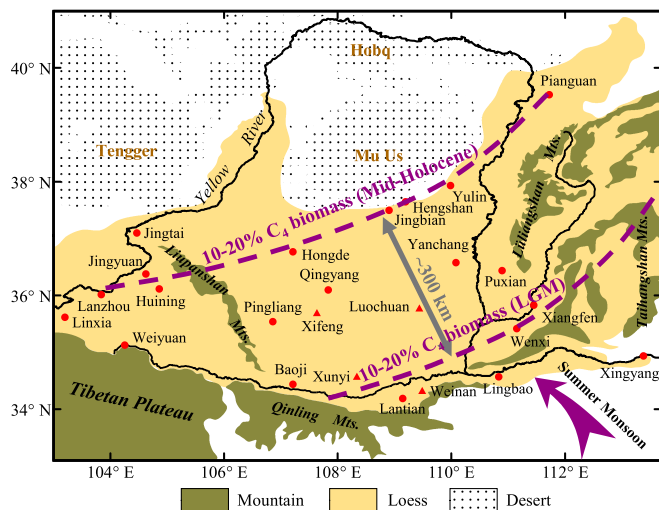 40° N
38° N
36° N
34° N
104° E
106° E
108° E
110° E
112° E
Hobq
Tengger
Mu Us
Yellow River
Pianguan
10-20% C₄ biomass (Mid-Holocene)
Yulin
Hengshan
Jingbian
Yanchang
Jingtai
Jingyuan
Lanzhou
Huining
Linxia
Weiyuan
Liupanshan Mts.
Hongde
Qingyang
Pingliang
Xifeng
Luochuan
~300 km
Puxian
Xiangfen
Wenxi
10-20% C₄ biomass (LGM)
Baoji
Xunyi
Lantian
Weinan
Lingbao
Xingyang
Mts.
Taihangshan Mts.
Tibetan Plateau
Qinling Mts.
Summer Monsoon
Mountain
Loess
Desert